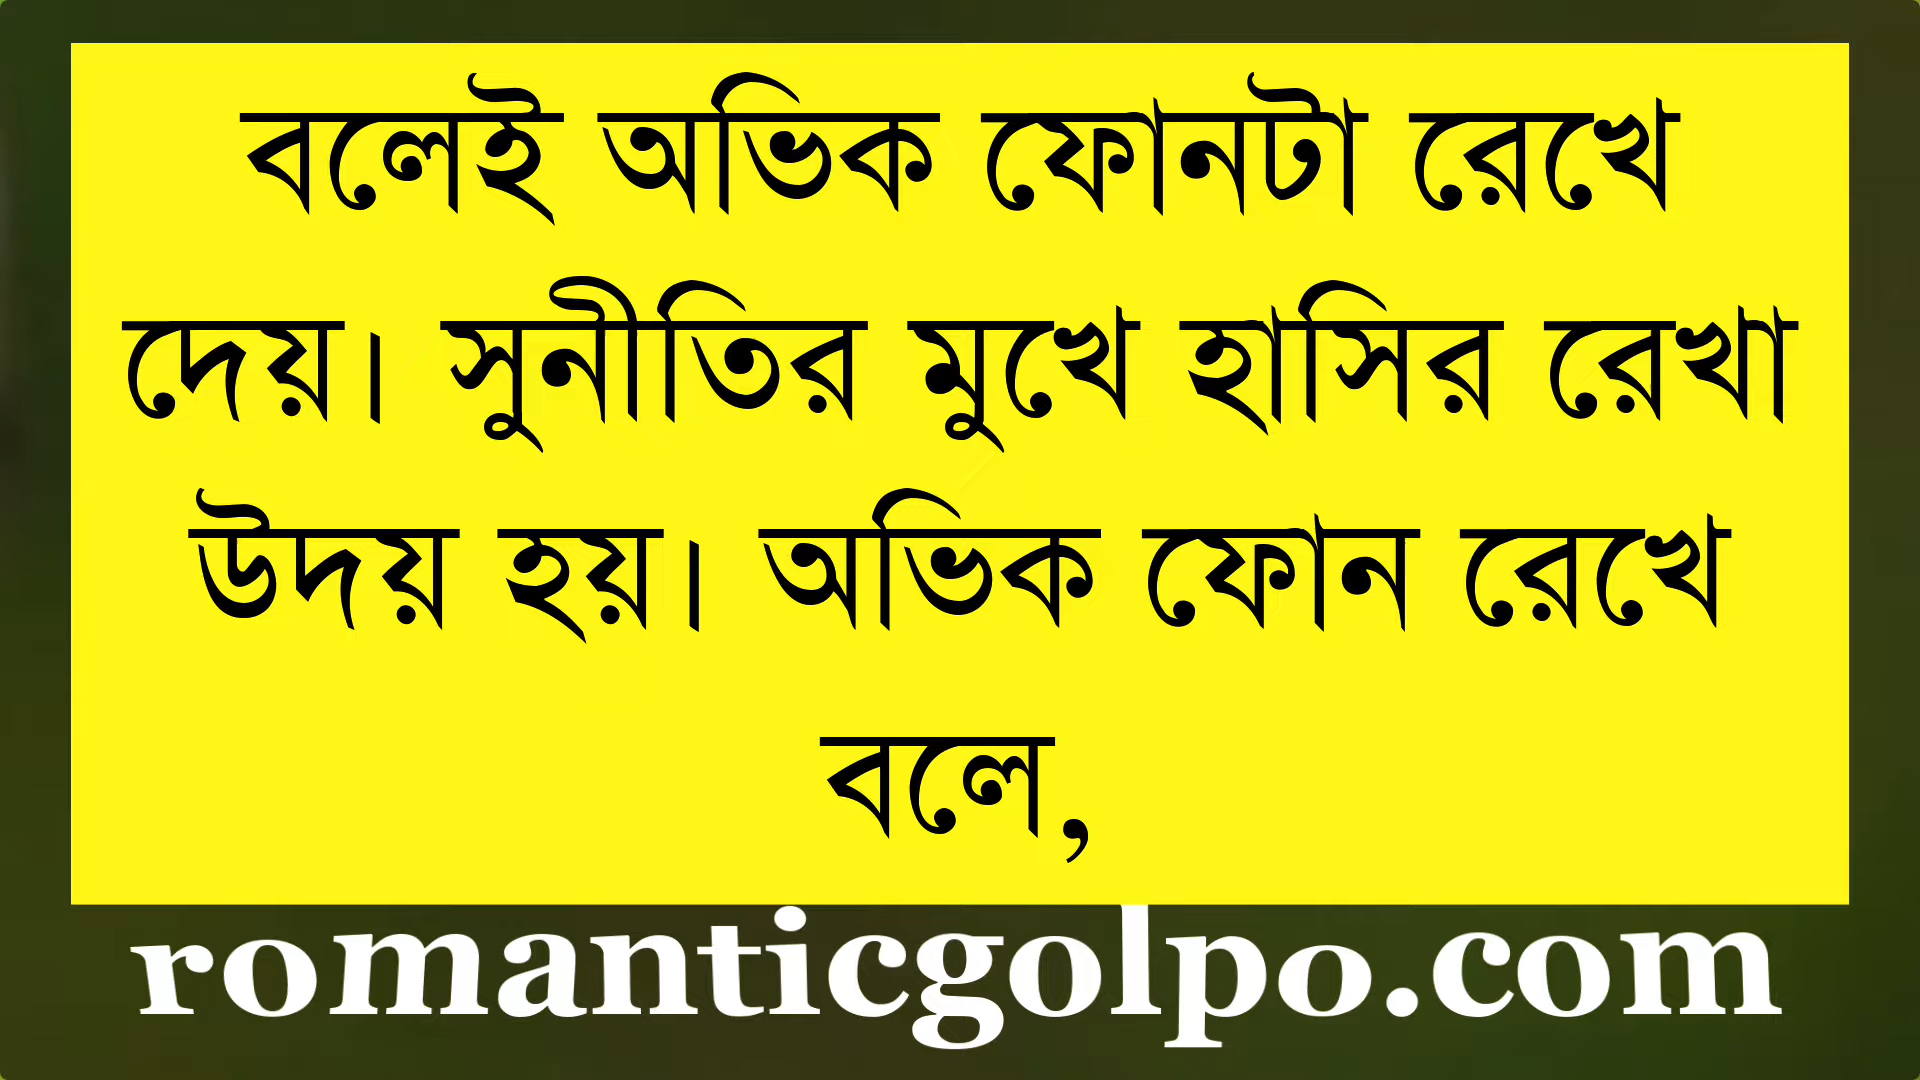 বলেই অভিক ফোনটা রেখে
দেয়। সুনীতির মুখে হাসির রেখা
উদয় হয়। অভিক ফোন রেখে
বলে,
romanticgolpo.com